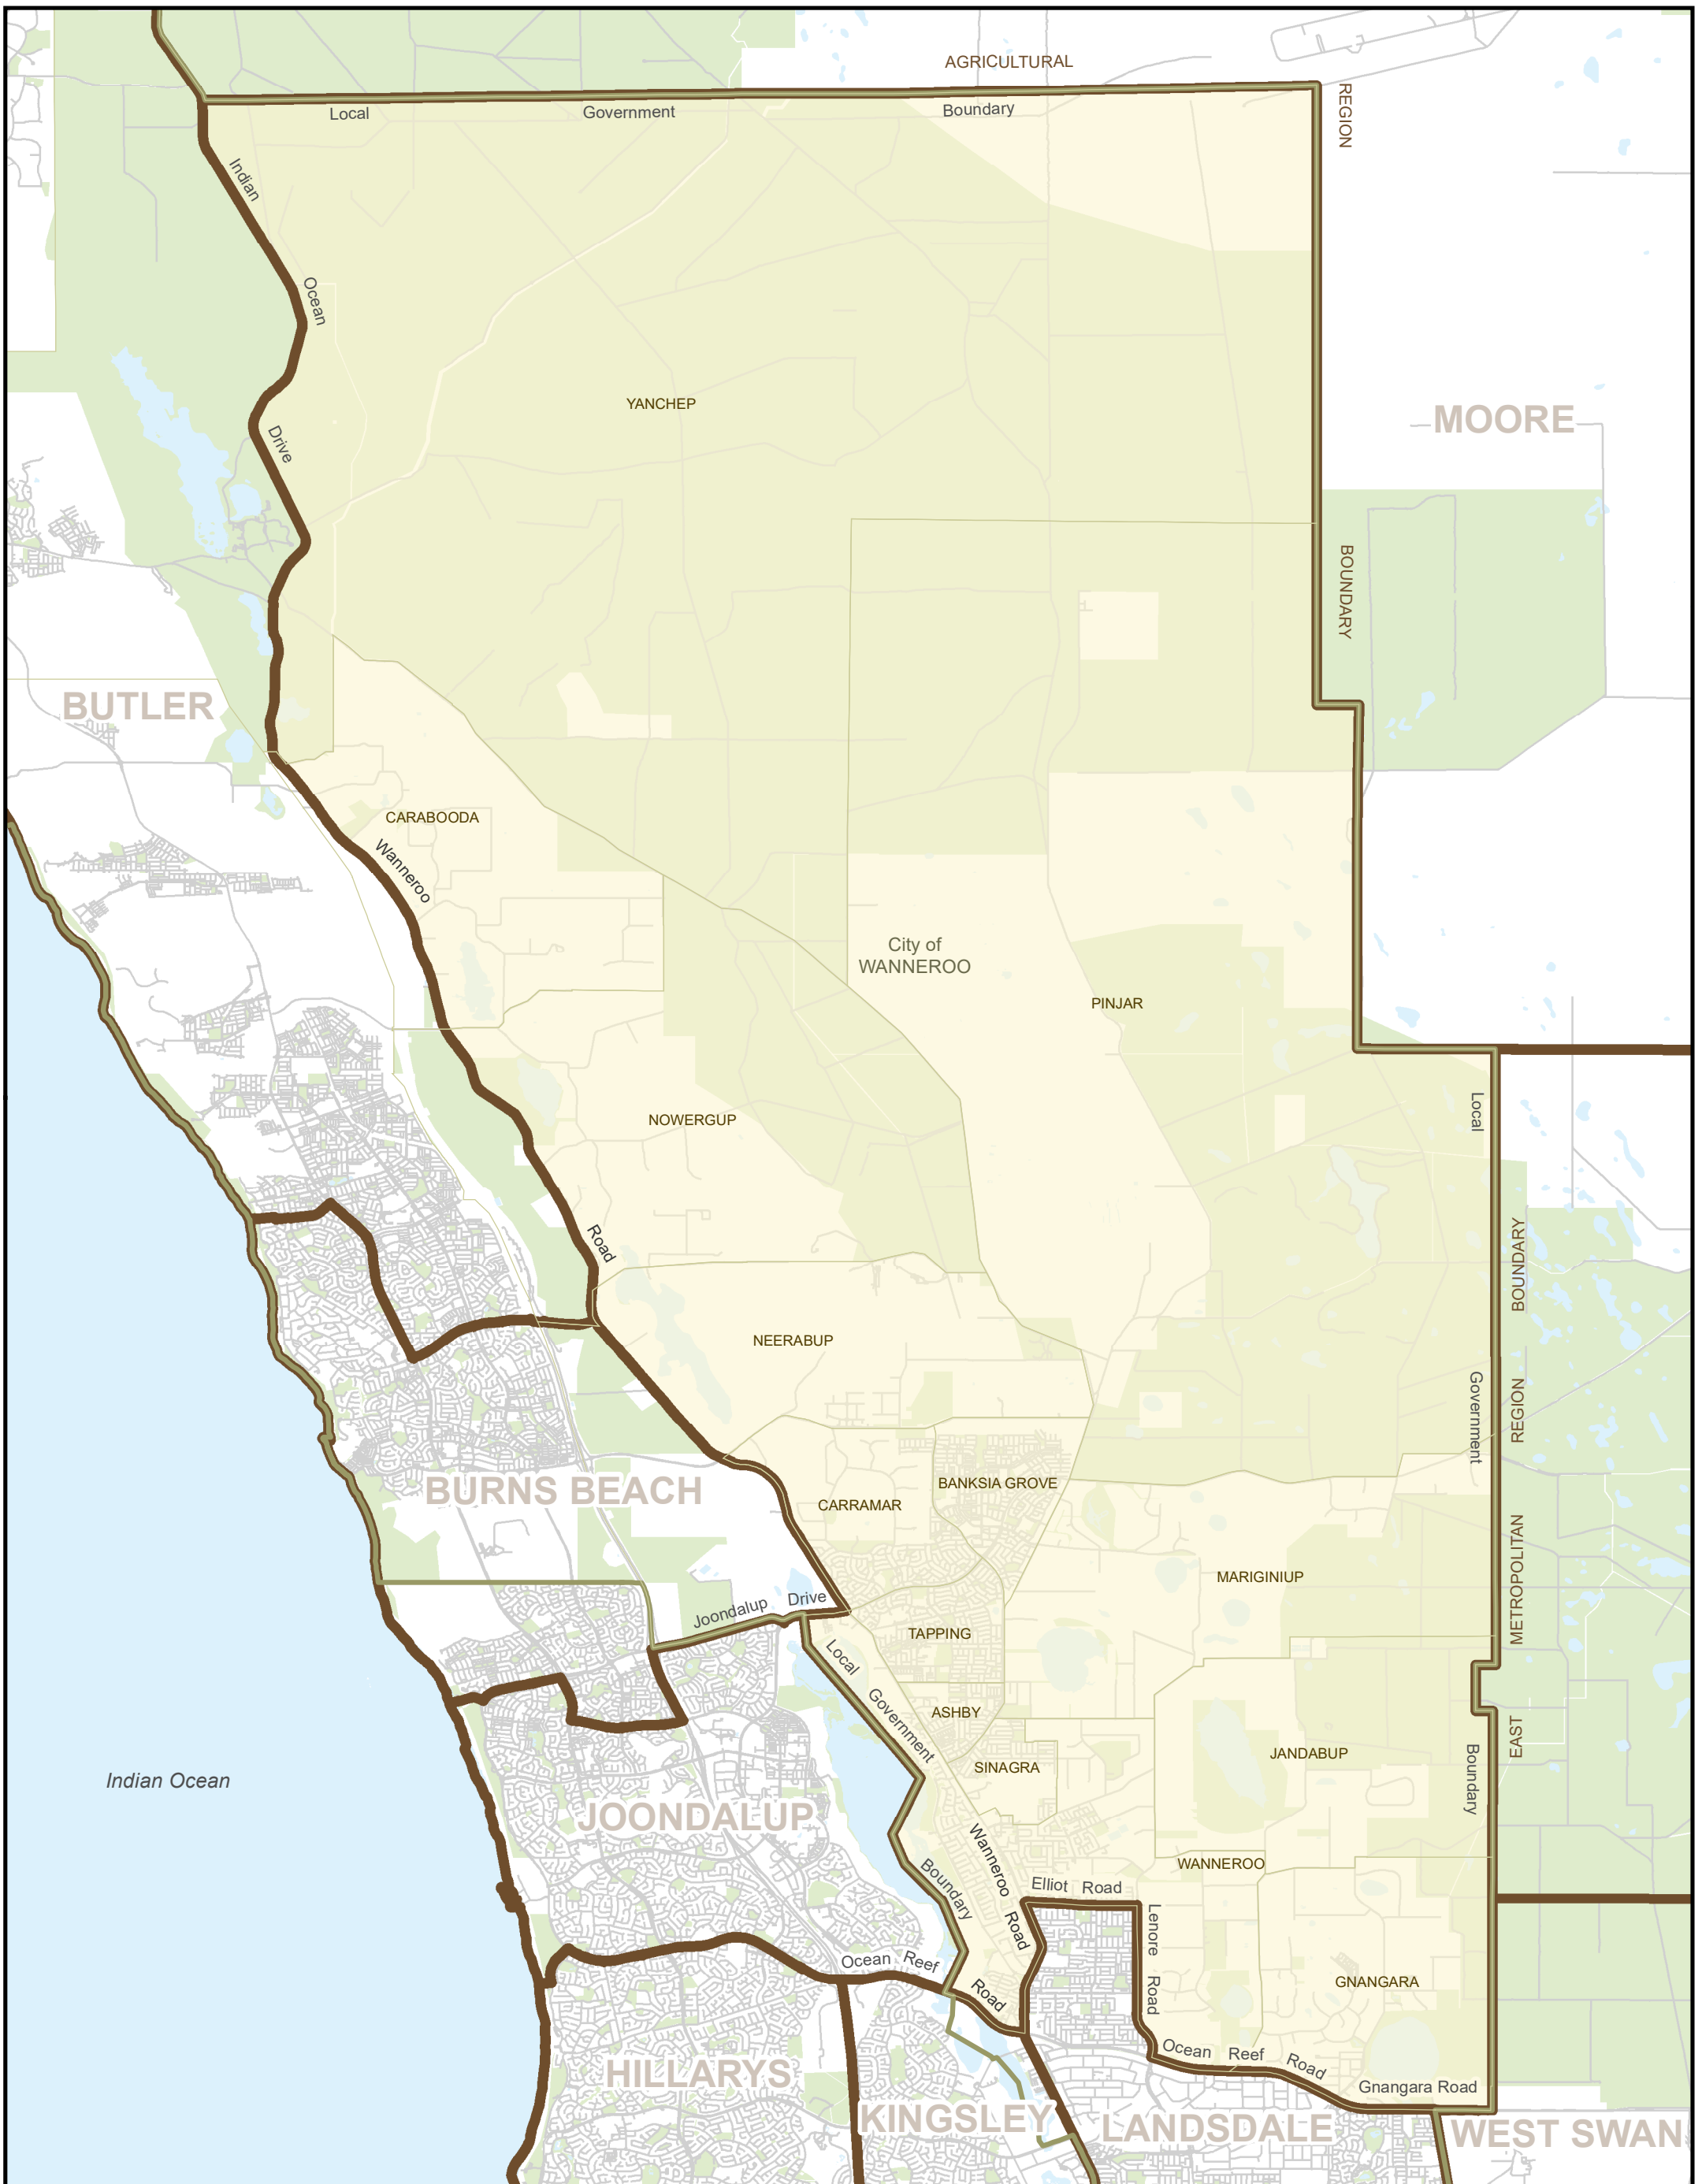 AGRICULTURAL
REGION
Local
Government
Boundary
Indian
Ocean
Drive
YANCHEP
MOORE
BOUNDARY
BUTLER
CARABOODA
Wanneroo
City of
WANNEROO
PINJAR
Local
NOWERGUP
Road
BOUNDARY
NEERABUP
REGION
Government
BURNS BEACH
BANKSIA GROVE
CARRAMAR
METROPOLITAN
MARIGINIUP
Joondalup Drive
TAPPING
Local
Government
ASHBY
EAST
JANDABUP
SINAGRA
Boundary
Indian Ocean
JOONDALUP
Wanneroo
Road
WANNEROO
Boundary
Elliot Road
Lenore
Road
Ocean Reef
Road
GNANGARA
Ocean Reef Road
HILLARYS
Gnangara Road
KINGSLEY
LANDSDALE
WEST SWAN